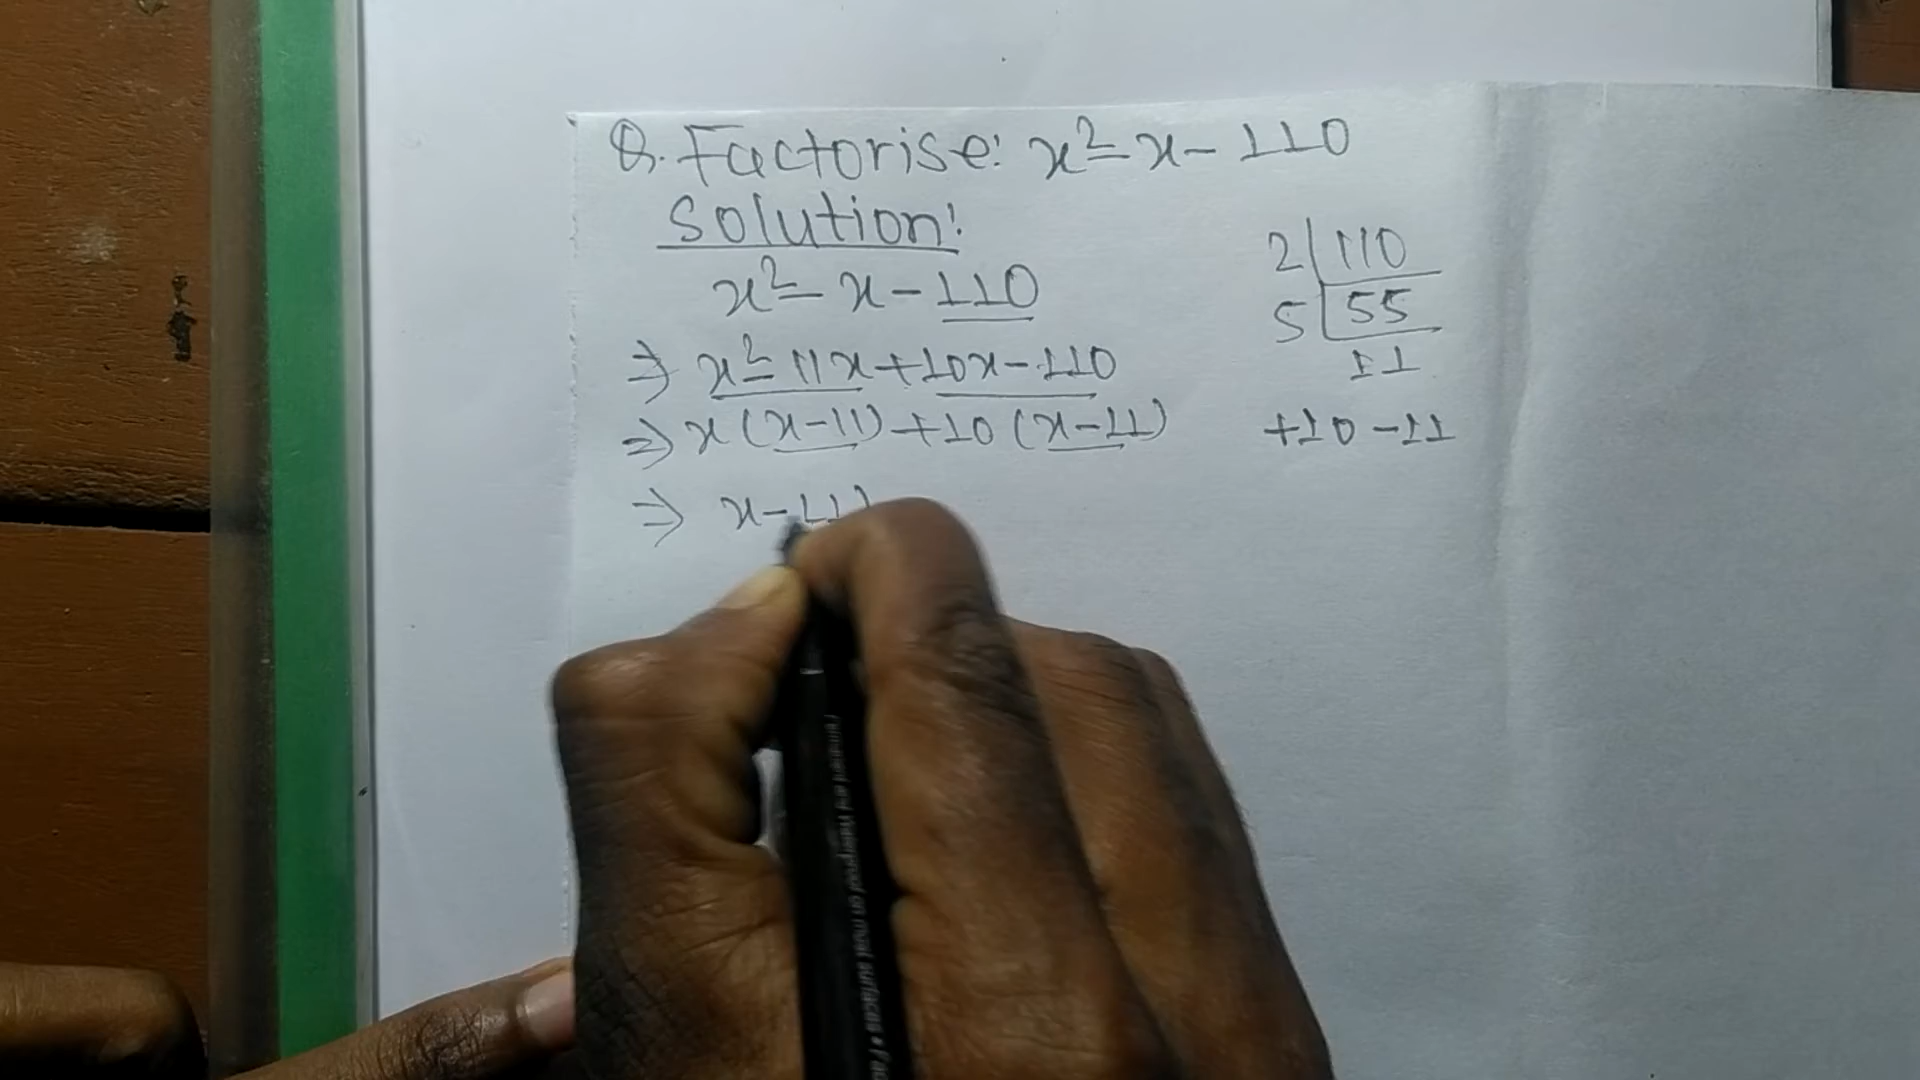 Q. Factorise: x² - x - 110
Solution:
x² - x - 110
⇒ x² - 11x + 10x - 110
⇒ x (x - 11) + 10 (x - 11)
⇒ x - 11)
2 | 110
5 | 55
11
+10 -11